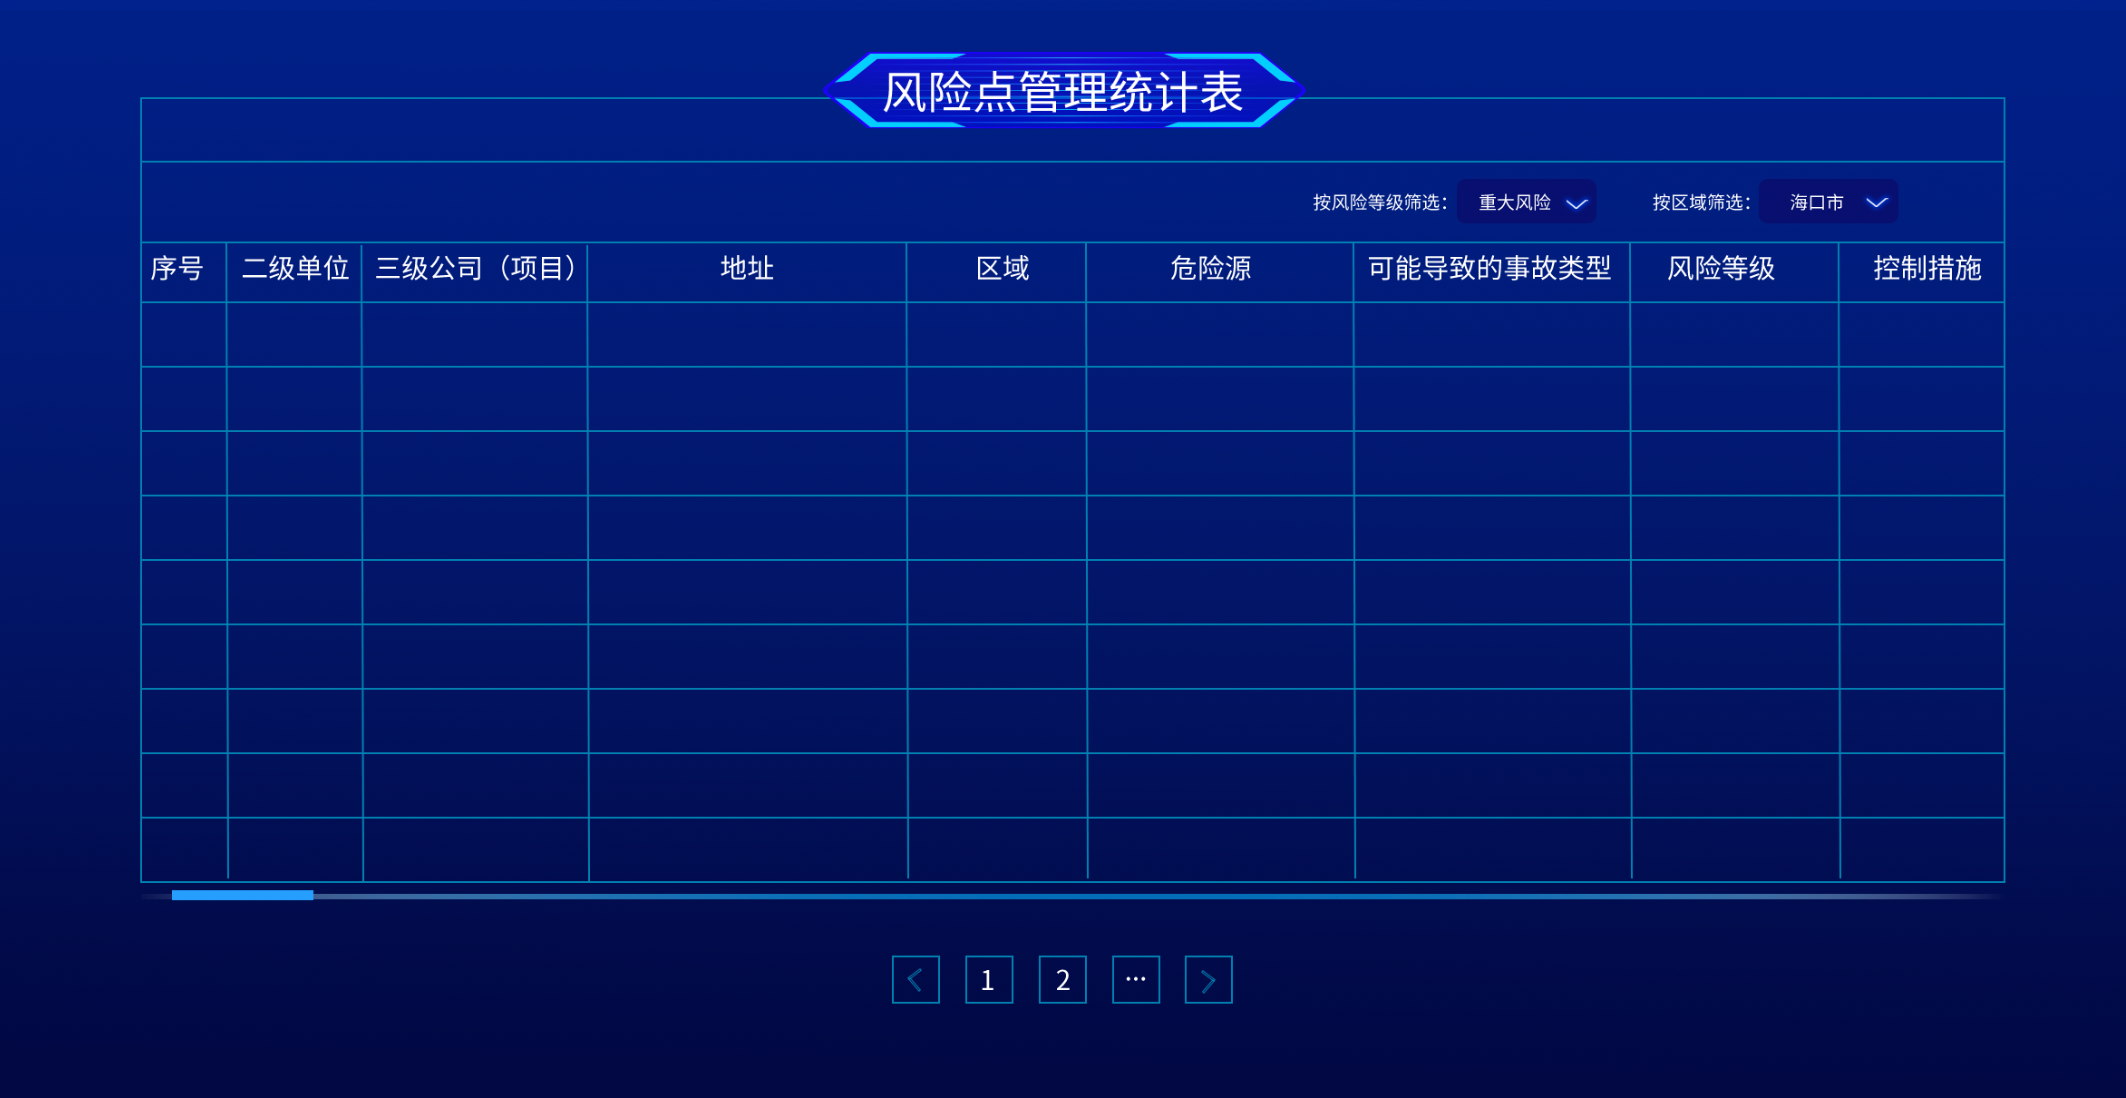 风险点管理统计表
按风险等级筛选： 重大风险 按区域筛选： 海口市
序号 二级单位 三级公司（项目） 地址 区域 危险源 可能导致的事故类型 风险等级 控制措施
1 2 ···